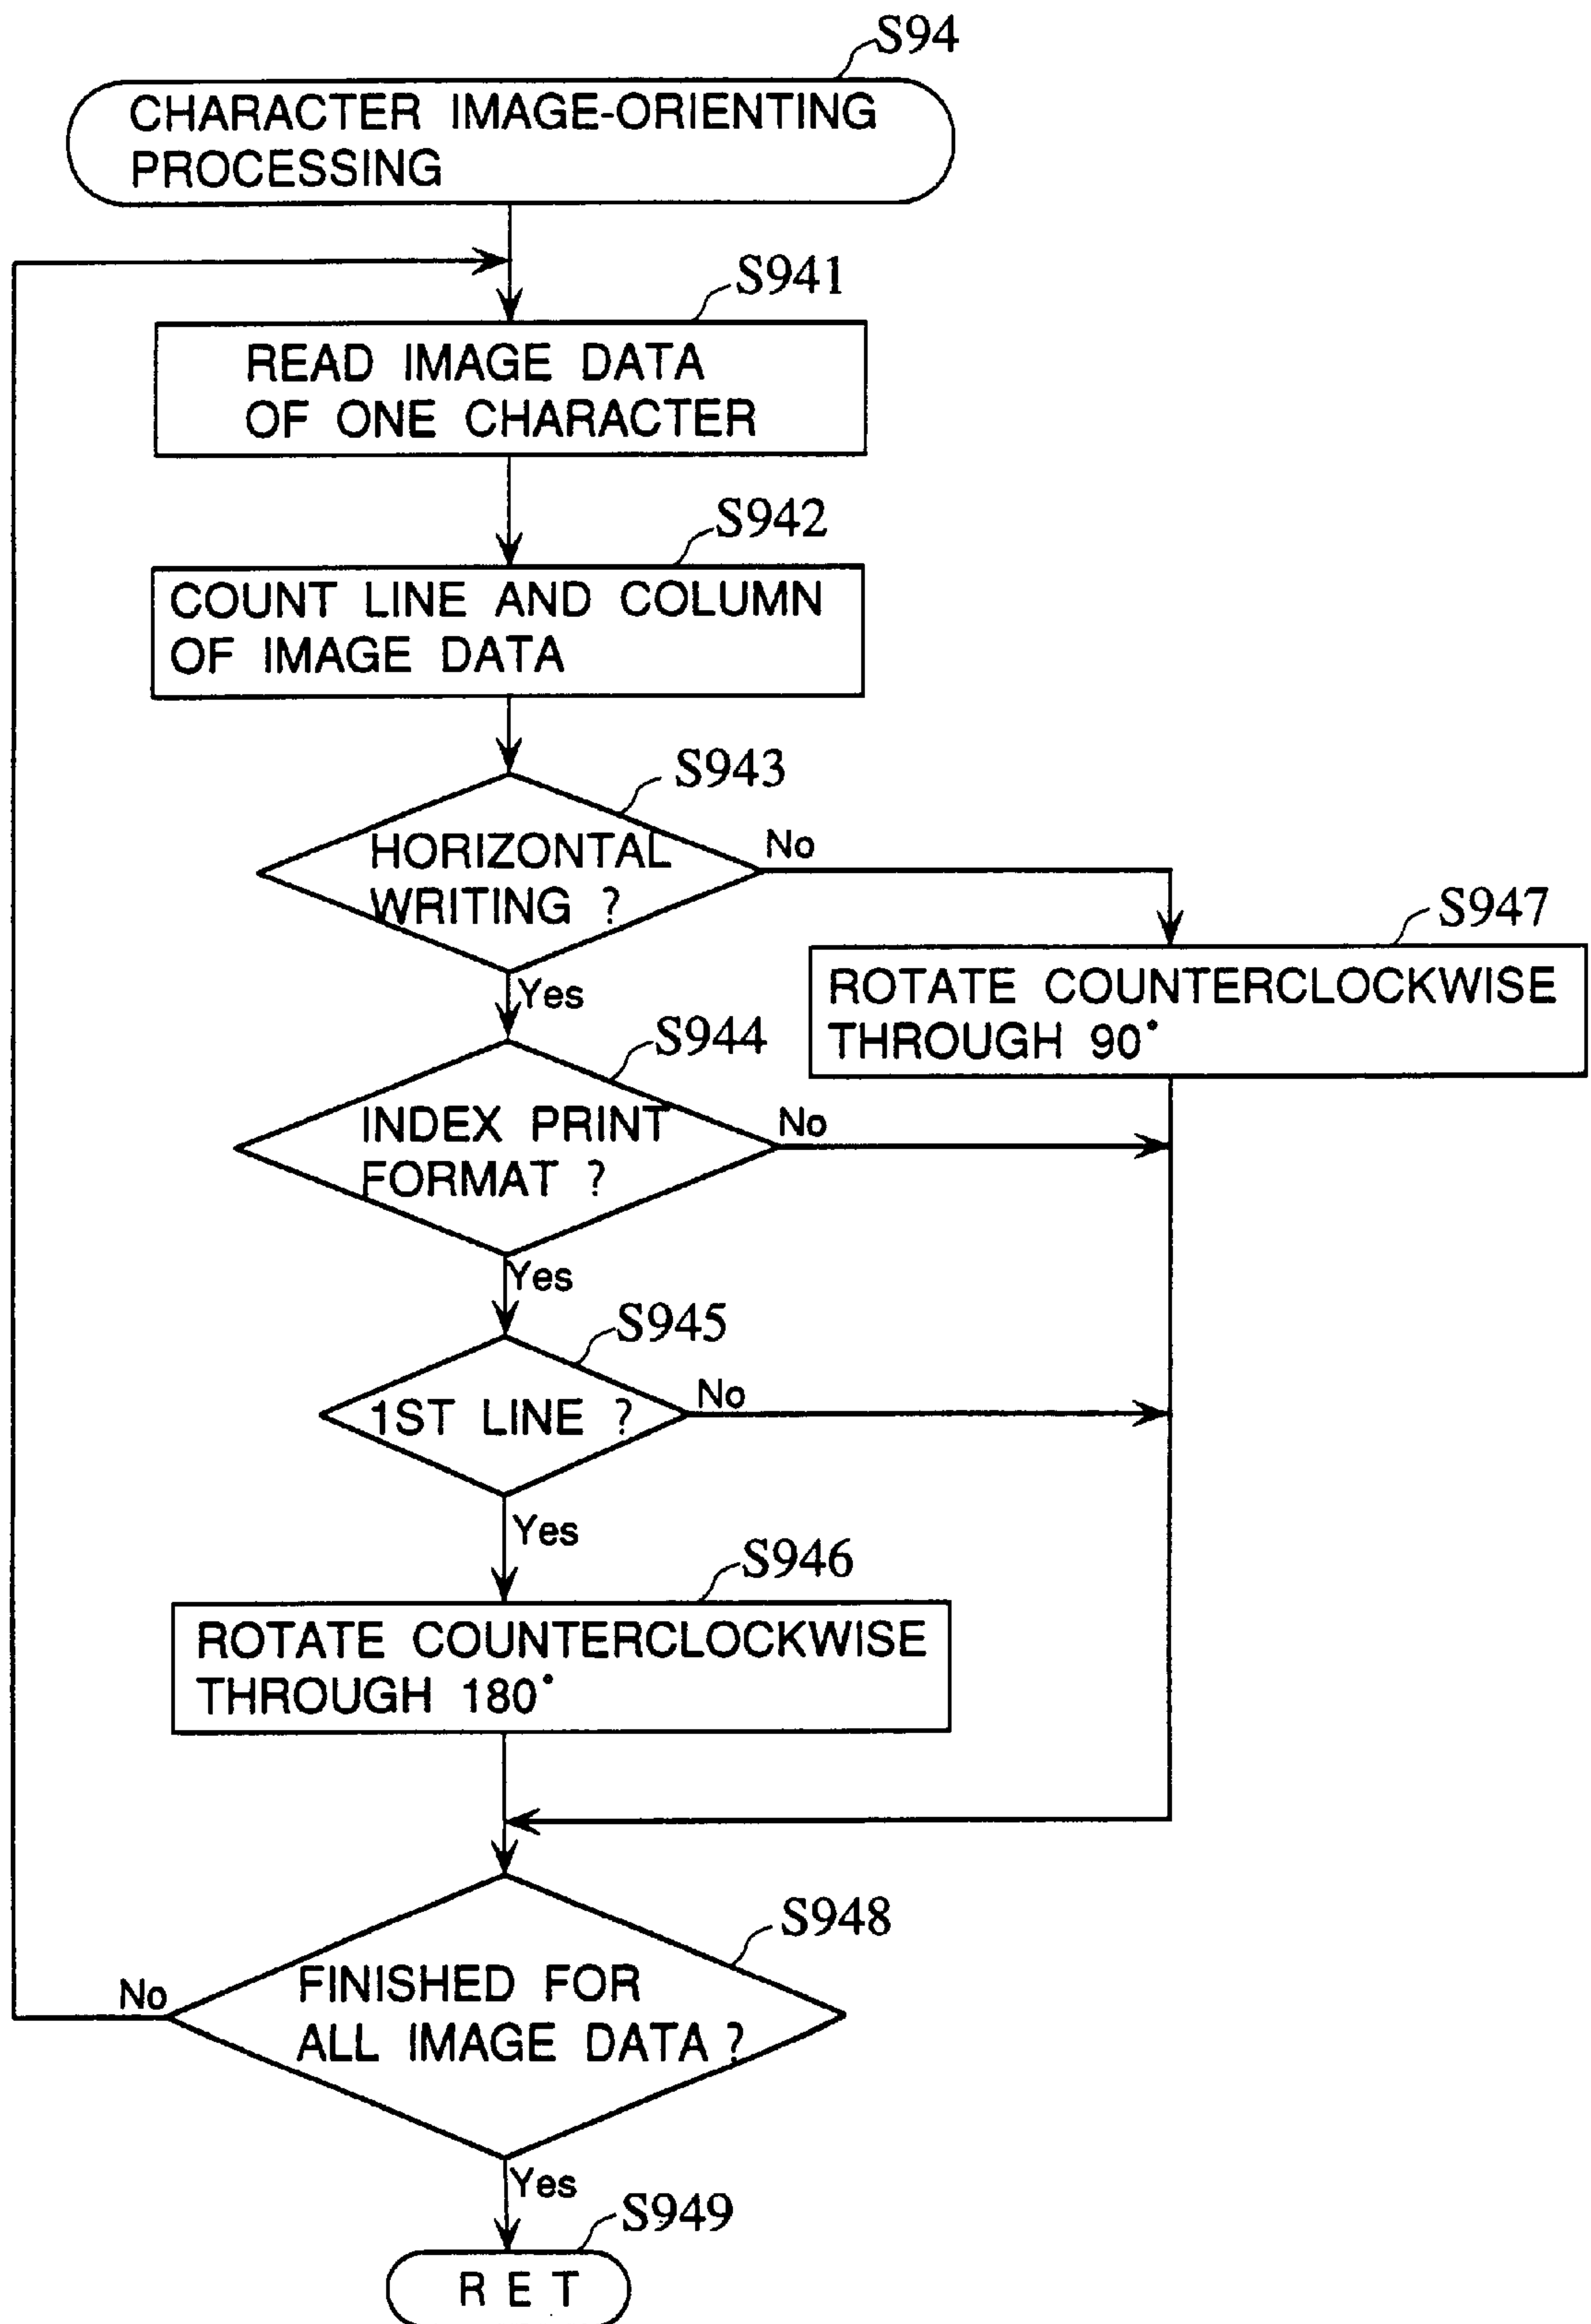 S94
CHARACTER IMAGE-ORIENTING
PROCESSING
S941
READ IMAGE DATA
OF ONE CHARACTER
S942
COUNT LINE AND COLUMN
OF IMAGE DATA
S943
HORIZONTAL
WRITING ?
No
Yes
S947
ROTATE COUNTERCLOCKWISE
THROUGH 90°
S944
INDEX PRINT
FORMAT ?
No
Yes
S945
1ST LINE ?
No
Yes
S946
ROTATE COUNTERCLOCKWISE
THROUGH 180°
S948
FINISHED FOR
ALL IMAGE DATA ?
No
Yes
S949
R E T